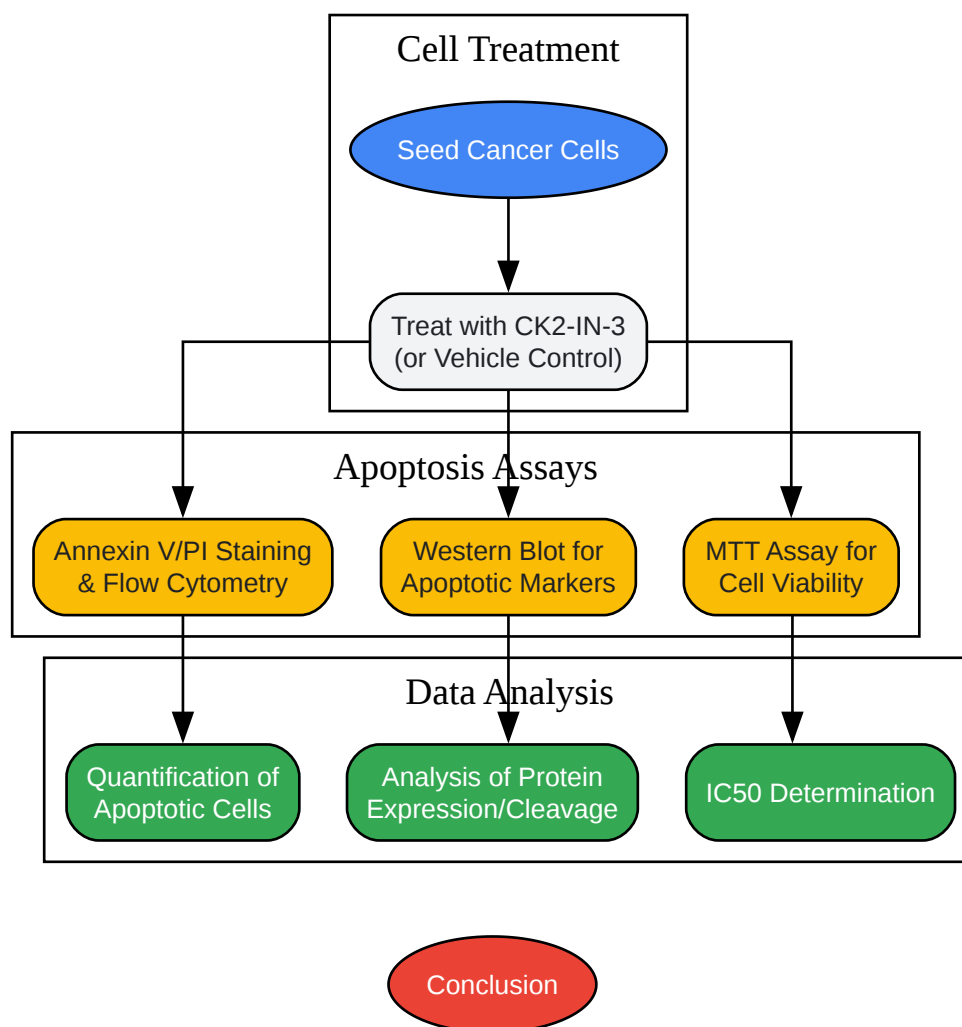 Cell Treatment
Seed Cancer Cells
Treat with CK2-IN-3
(or Vehicle Control)
Apoptosis Assays
Annexin V/PI Staining
& Flow Cytometry
Western Blot for
Apoptotic Markers
MTT Assay for
Cell Viability
Data Analysis
Quantification of
Apoptotic Cells
Analysis of Protein
Expression/Cleavage
IC50 Determination
Conclusion